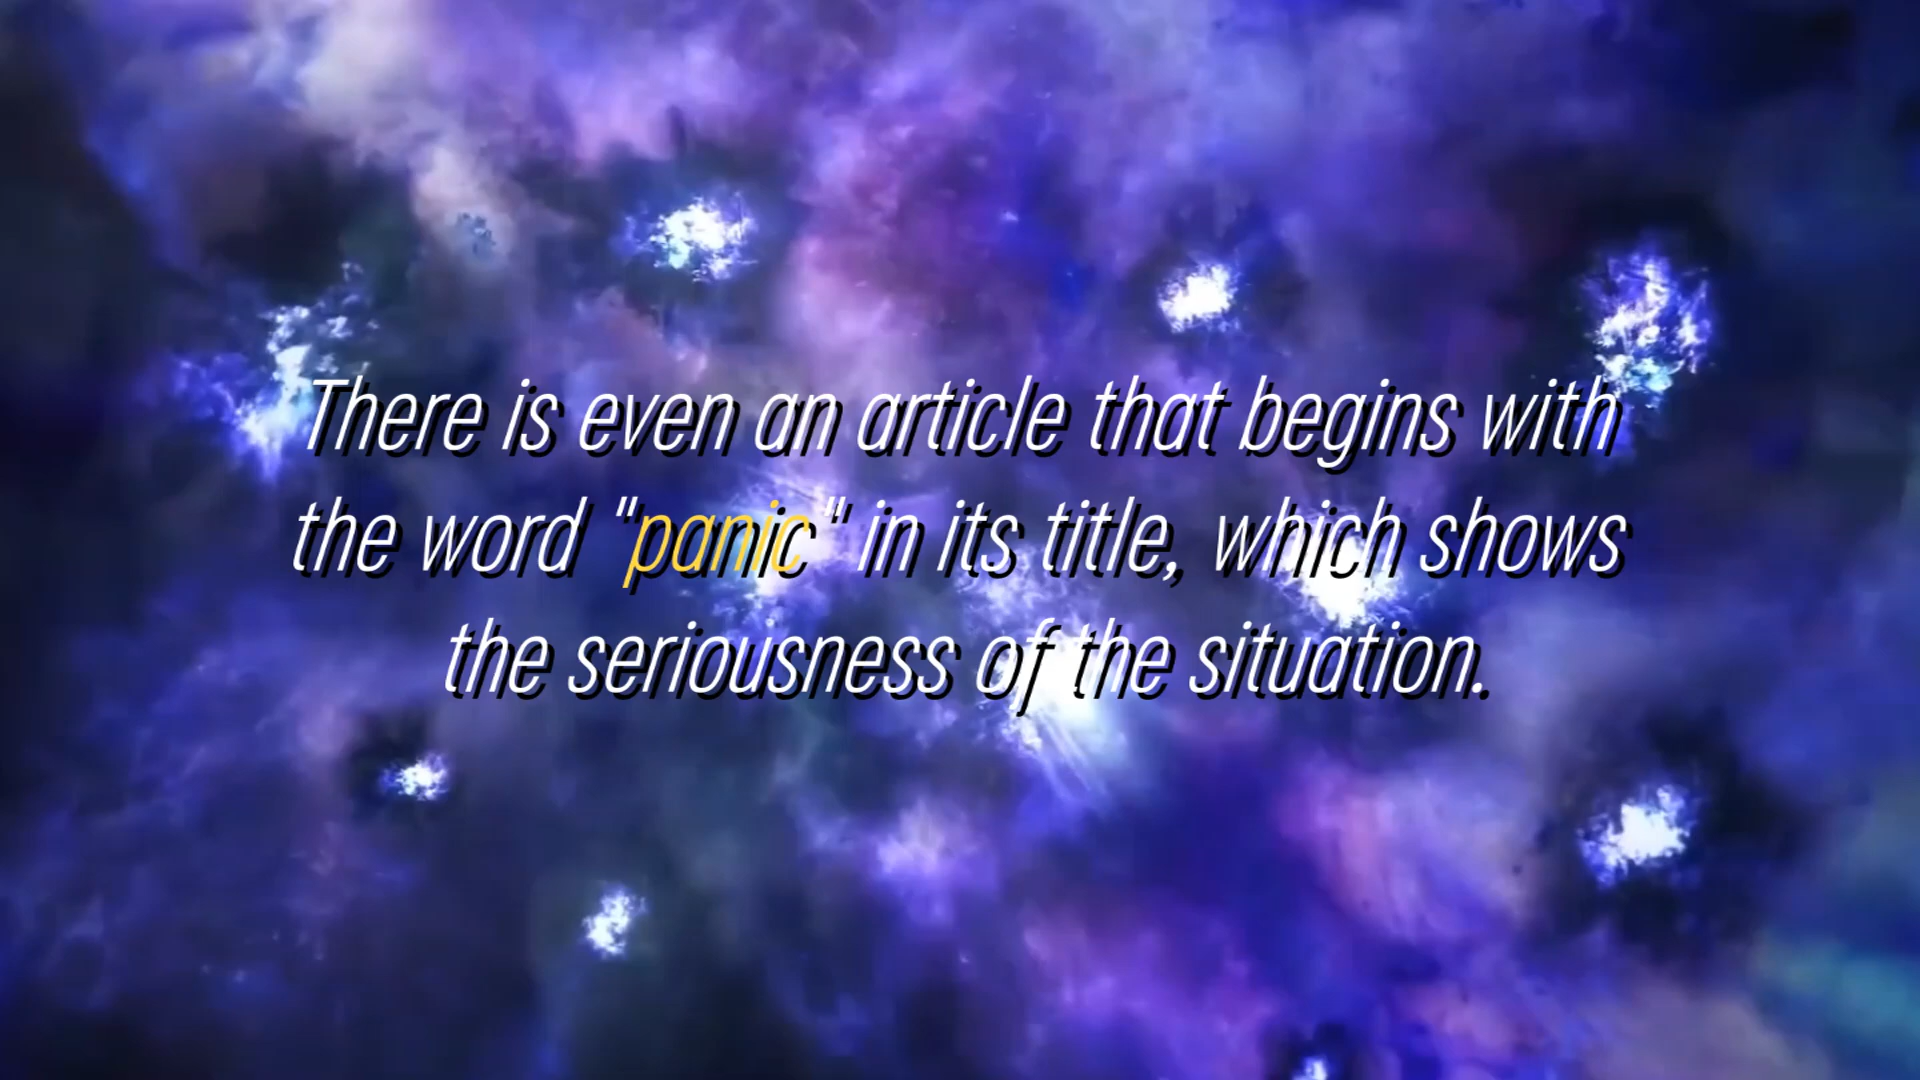 There is even an article that begins with
the word "panic" in its title, which shows
the seriousness of the situation.